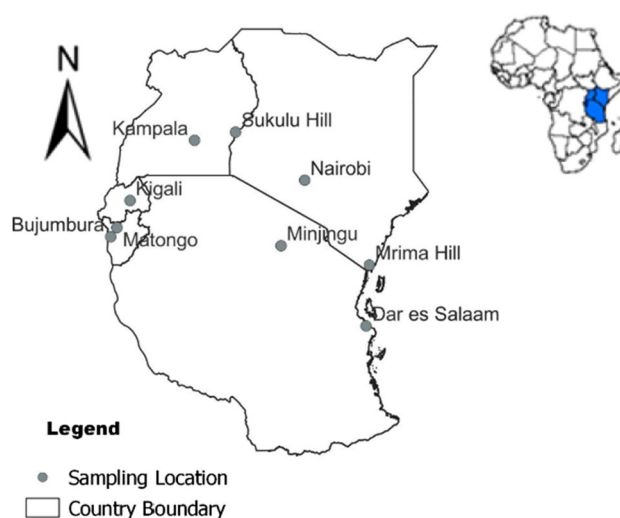 N
Kampala
Sukulu Hill
Nairobi
Kigali
Bujumbura
Matongo
Minjingu
Mrima Hill
Dar es Salaam
Legend
Sampling Location
Country Boundary